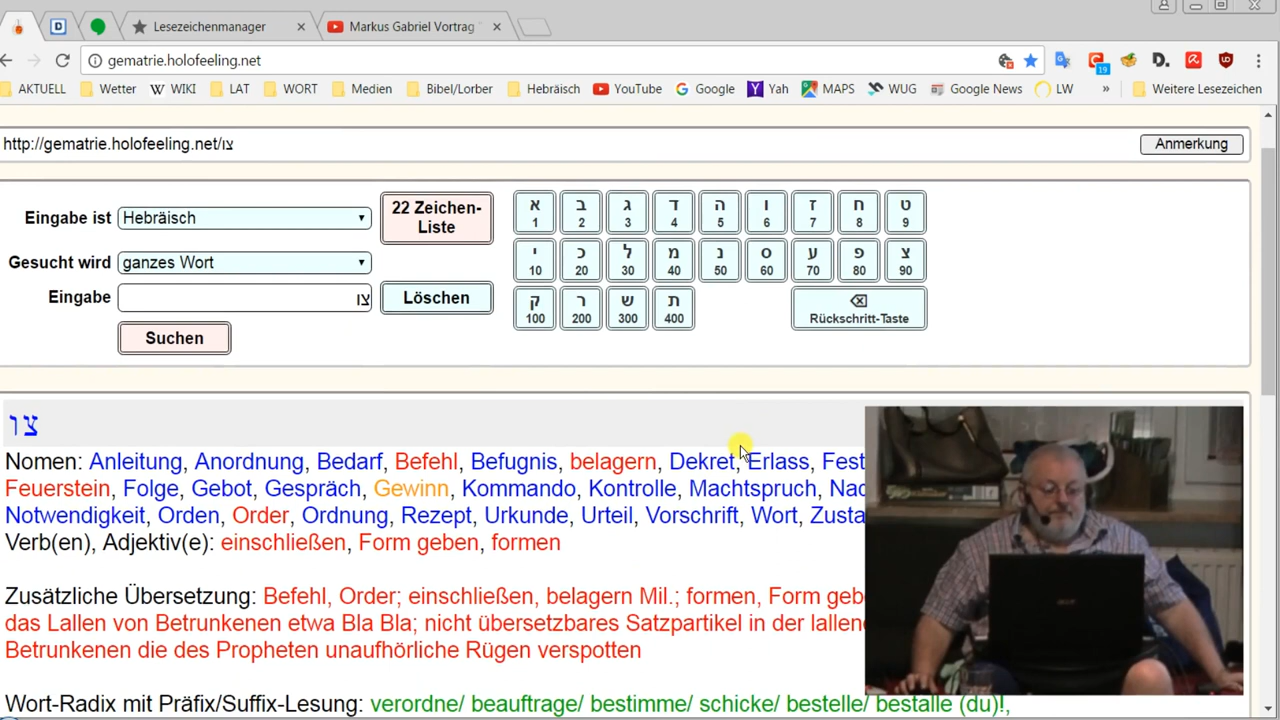 Lesezeichenmanager
Markus Gabriel Vortrag
gematrie.holofeeling.net
19
AKTUELL Wetter WIKI LAT WORT Medien Bibel/Lorber Hebräisch YouTube Google Yah MAPS WUG Google News LW » Weitere Lesezeichen
http://gematrie.holofeeling.net/צו Anmerkung
Eingabe ist Hebräisch
22 Zeichen-
Liste
Gesucht wird ganzes Wort
Eingabe צו Löschen
Suchen
א ב ג ד ה ו ז ח ט
1 2 3 4 5 6 7 8 9
י כ ל מ נ ס ע פ צ
10 20 30 40 50 60 70 80 90
ק ר ש ת
100 200 300 400 Rückschritt-Taste
צו
Nomen: Anleitung, Anordnung, Bedarf, Befehl, Befugnis, belagern, Dekret, Erlass, Fest
Feuerstein, Folge, Gebot, Gespräch, Gewinn, Kommando, Kontrolle, Machtspruch, Nac
Notwendigkeit, Orden, Order, Ordnung, Rezept, Urkunde, Urteil, Vorschrift, Wort, Zusta
Verb(en), Adjektiv(e): einschließen, Form geben, formen
Zusätzliche Übersetzung: Befehl, Order; einschließen, belagern Mil.; formen, Form geb
das Lallen von Betrunkenen etwa Bla Bla; nicht übersetzbares Satzpartikel in der lallen
Betrunkenen die des Propheten unaufhörliche Rügen verspotten
Wort-Radix mit Präfix/Suffix-Lesung: verordne/ beauftrage/ bestimme/ schicke/ bestelle/ bestalle (du)!,